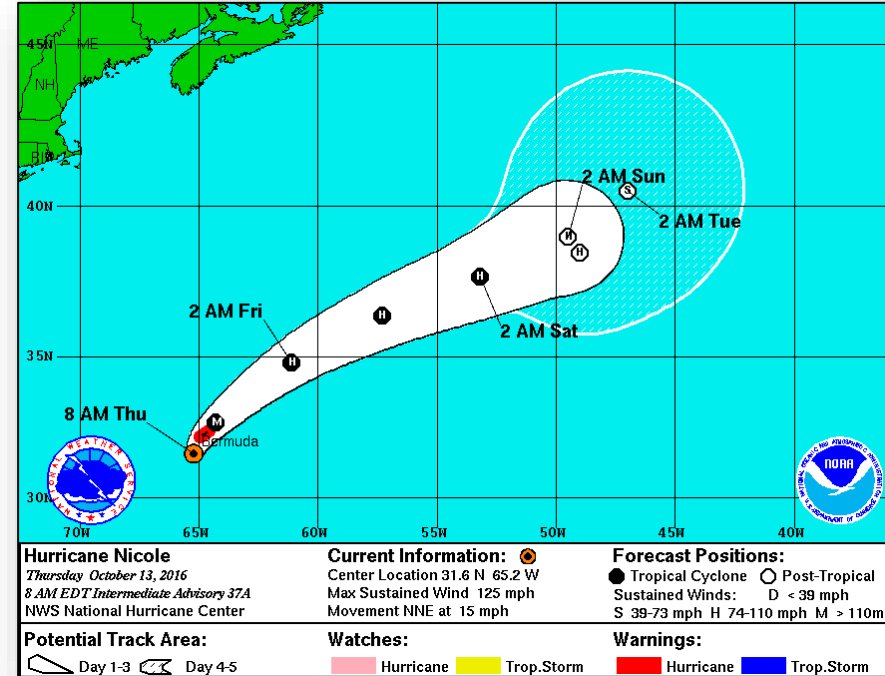 45N
ME
NH
RI
2 AM Sun
S
40N
2 AM Tue
H
H
H
2 AM Sat
H
2 AM Fri
35N
H
8 AM Thu
M
Bermuda
NATIONAL WEATHER SERVICE
NOAA
30N
70W 65W 60W 55W 50W 45W 40W
Hurricane Nicole
Thursday October 13, 2016
8 AM EDT Intermediate Advisory 37A
NWS National Hurricane Center
Current Information:
Center Location 31.6 N 65.2 W
Max Sustained Wind 125 mph
Movement NNE at 15 mph
Forecast Positions:
Tropical Cyclone Post-Tropical
Sustained Winds: D < 39 mph
S 39-73 mph H 74-110 mph M > 110m
Potential Track Area:
Day 1-3 Day 4-5
Watches:
Hurricane Trop.Storm
Warnings:
Hurricane Trop.Storm